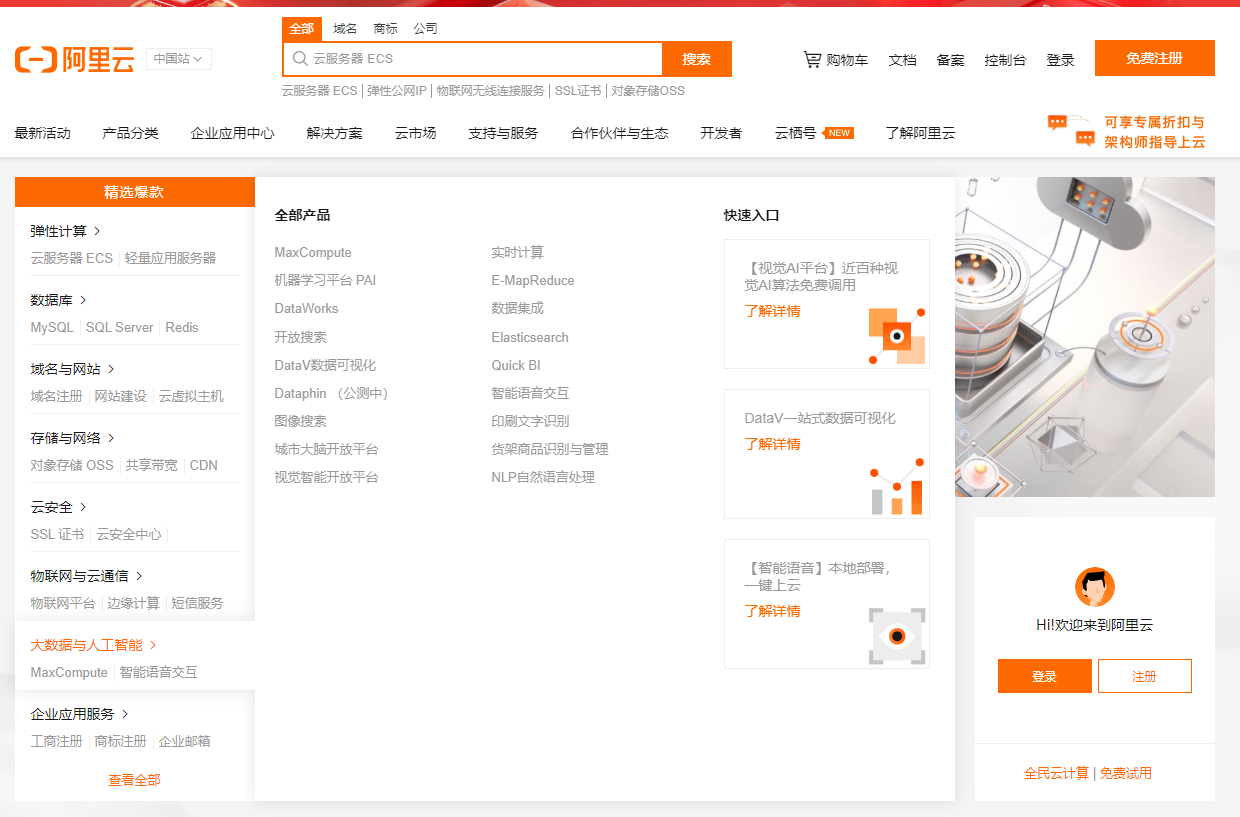 全部 域名 商标 公司
阿里云 中国站
云服务器 ECS 搜索
购物车 文档 备案 控制台 登录 免费注册
云服务器 ECS | 弹性公网IP | 物联网无线连接服务 | SSL证书 | 对象存储OSS
最新活动 产品分类 企业应用中心 解决方案 云市场 支持与服务 合作伙伴与生态 开发者 云栖号 NEW 了解阿里云
可享专属折扣与
架构师指导上云
精选爆款
弹性计算
云服务器 ECS 轻量应用服务器
数据库
MySQL SQL Server Redis
域名与网站
域名注册 网站建设 云虚拟主机
存储与网络
对象存储 OSS 共享带宽 CDN
云安全
SSL 证书 云安全中心
物联网与云通信
物联网平台 边缘计算 短信服务
大数据与人工智能
MaxCompute 智能语音交互
企业应用服务
工商注册 商标注册 企业邮箱
查看全部
全部产品
MaxCompute 实时计算
机器学习平台 PAI E-MapReduce
DataWorks 数据集成
开放搜索 Elasticsearch
DataV数据可视化 Quick BI
Dataphin （公测中） 智能语音交互
图像搜索 印刷文字识别
城市大脑开放平台 货架商品识别与管理
视觉智能开放平台 NLP自然语言处理
快速入口
【视觉AI平台】近百种视
觉AI算法免费调用
了解详情
DataV一站式数据可视化
了解详情
【智能语音】本地部署，
一键上云
了解详情
Hi!欢迎来到阿里云
登录 注册
全民云计算 | 免费试用